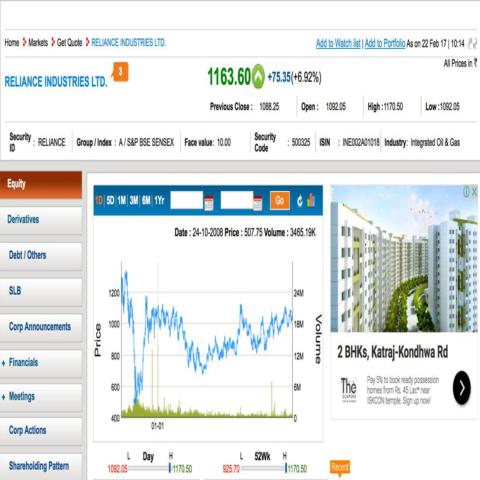 Home > Markets > Get Quote > RELIANCE INDUSTRIES LTD.
Add to Watch list | Add to Portfolio As on 22 Feb 17 | 10:14
All Prices in ₹
RELIANCE INDUSTRIES LTD. 3
1163.60 +75.35(+6.92%)
Previous Close : 1088.25 Open : 1092.05 High :1170.50 Low :1092.05
Security ID : RELIANCE Group / Index : A / S&P BSE SENSEX Face value: 10.00 Security Code : 500325 ISIN : INE002A01018 Industry: Integrated Oil & Gas
Equity
Derivatives
Debt / Others
SLB
Corp Announcements
+ Financials
+ Meetings
Corp Actions
Shareholding Pattern
1D 5D 1M 3M 6M 1Yr Go
Date : 24-10-2008 Price : 507.75 Volume : 3465.19K
Price
1200
1000
800
600
400
24M
18M
12M
6M
0
Volume
01-01
L Day H
1092.05 1170.50
L 52Wk H
925.70 1170.50
2 BHKs, Katraj-Kondhwa Rd
The
Pay 5% to book ready possession
homes from Rs. 45 Lac* near
ISKCON temple. Sign up now!
Recent